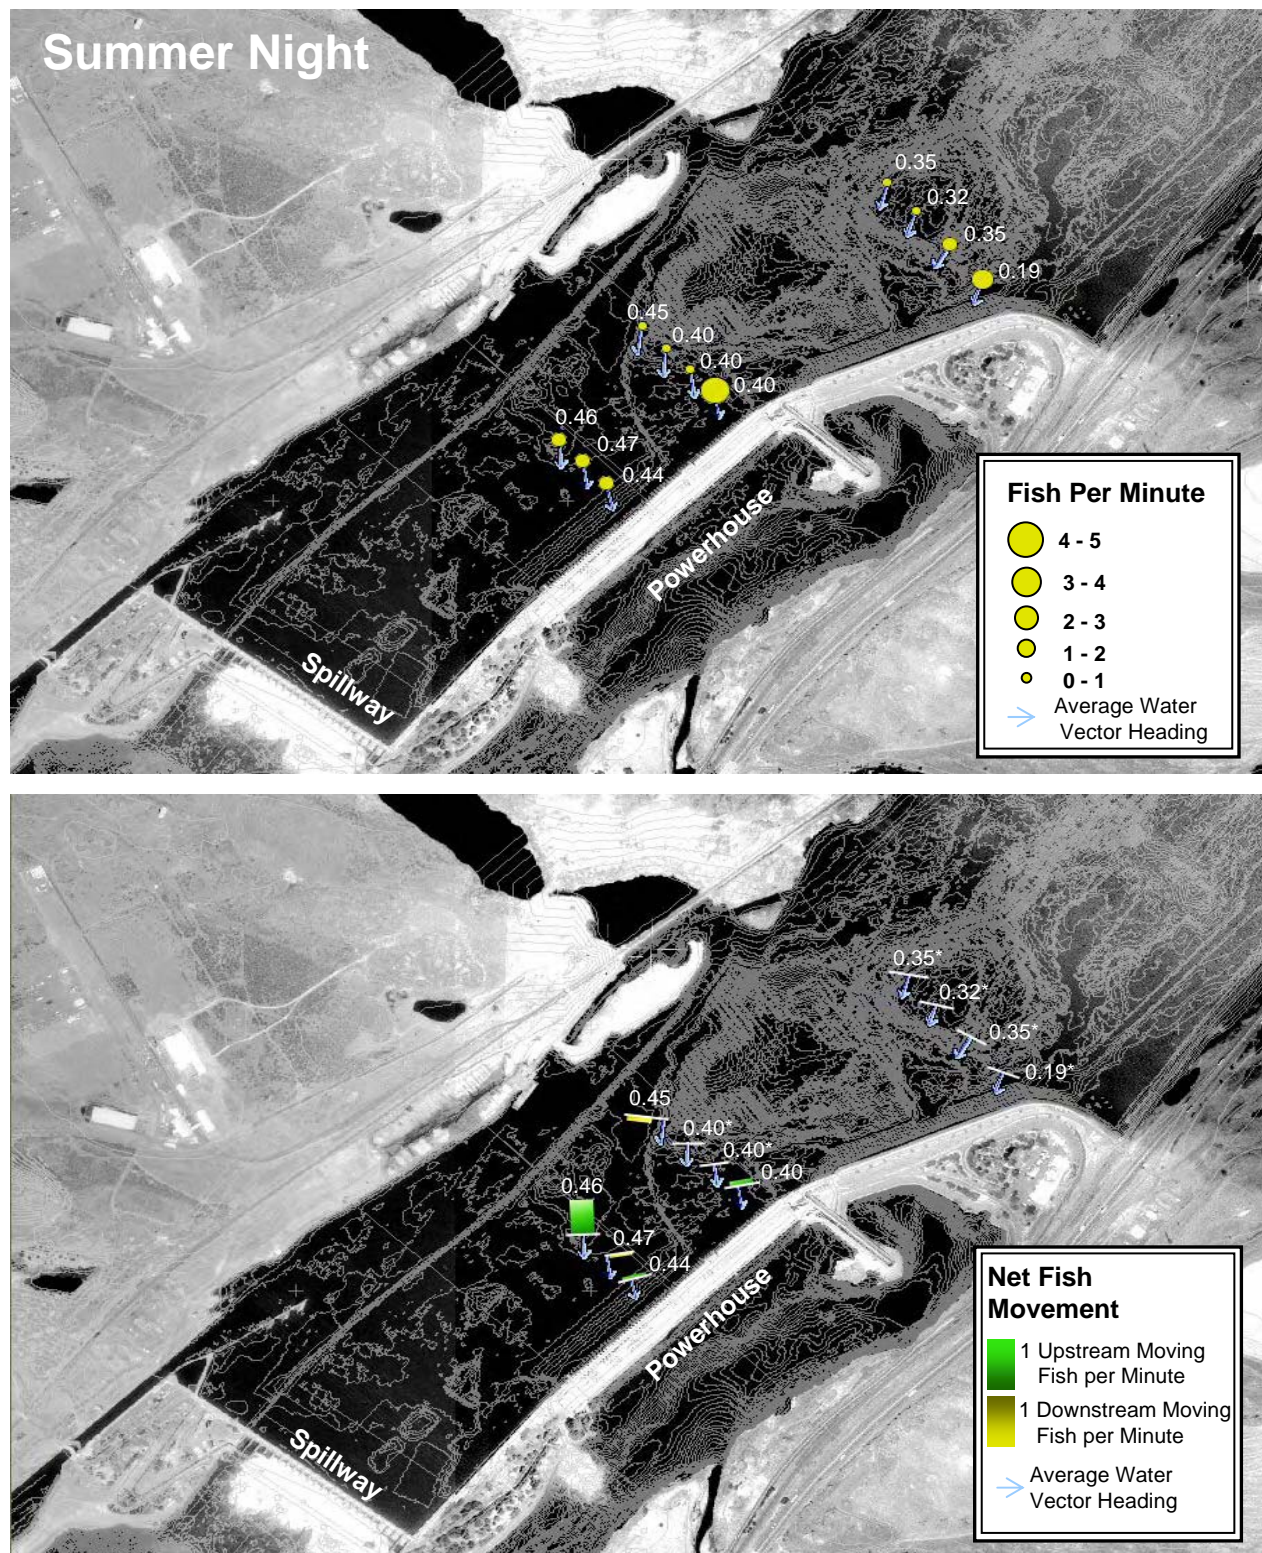 Summer Night
0.35
0.32
0.35
0.19
0.45
0.40
0.40
0.40
0.46
0.47
0.44
Powerhouse
Spillway
Fish Per Minute
4 - 5
3 - 4
2 - 3
1 - 2
0 - 1
Average Water
Vector Heading
0.35*
0.32*
0.35*
0.19*
0.45
0.40*
0.40*
0.40
0.46
0.47
0.44
Powerhouse
Spillway
Net Fish
Movement
1 Upstream Moving
Fish per Minute
1 Downstream Moving
Fish per Minute
Average Water
Vector Heading